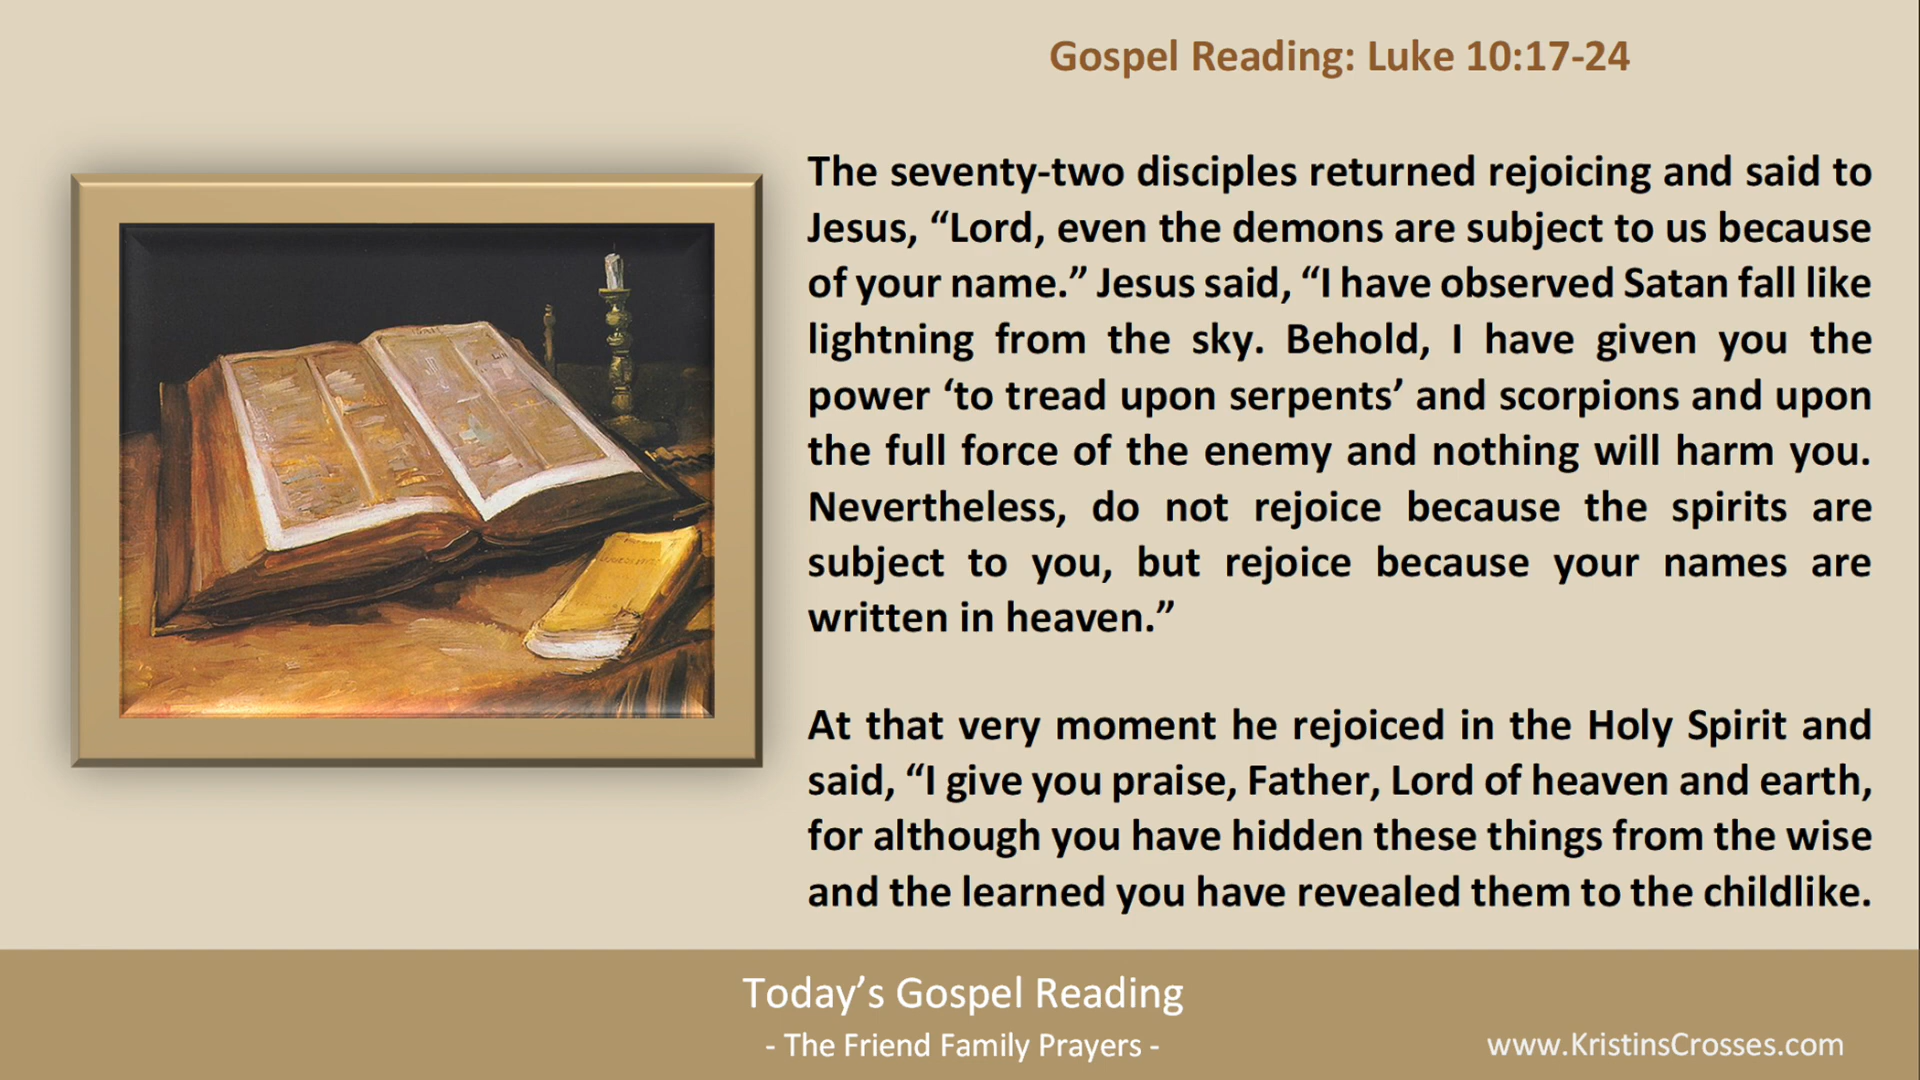 Gospel Reading: Luke 10:17-24
The seventy-two disciples returned rejoicing and said to
Jesus, “Lord, even the demons are subject to us because
of your name.” Jesus said, “I have observed Satan fall like
lightning from the sky. Behold, I have given you the
power ‘to tread upon serpents’ and scorpions and upon
the full force of the enemy and nothing will harm you.
Nevertheless, do not rejoice because the spirits are
subject to you, but rejoice because your names are
written in heaven.”
At that very moment he rejoiced in the Holy Spirit and
said, “I give you praise, Father, Lord of heaven and earth,
for although you have hidden these things from the wise
and the learned you have revealed them to the childlike.
Today’s Gospel Reading
- The Friend Family Prayers -
www.KristinsCrosses.com